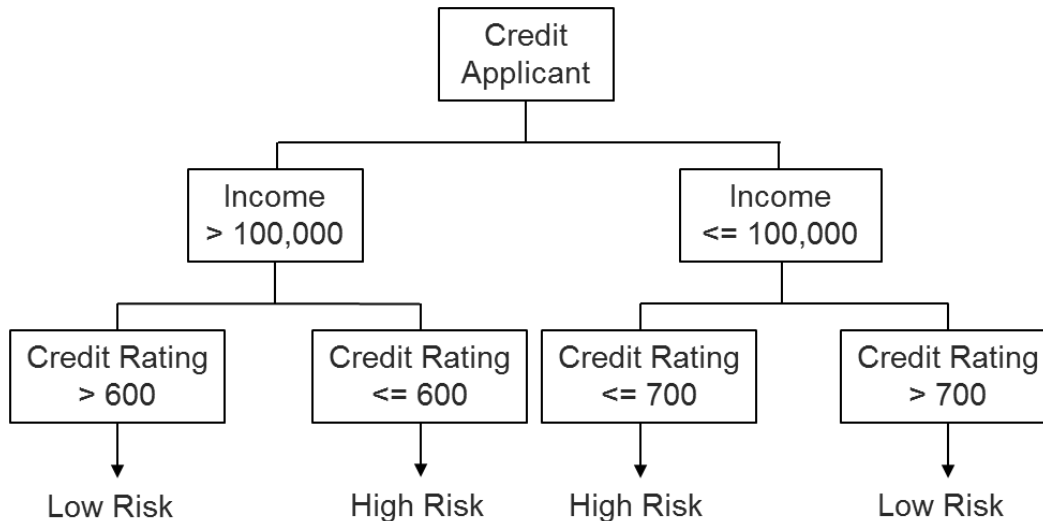 Credit
Applicant
Income
> 100,000
Income
<= 100,000
Credit Rating
> 600
Credit Rating
<= 600
Credit Rating
<= 700
Credit Rating
> 700
Low Risk
High Risk
High Risk
Low Risk